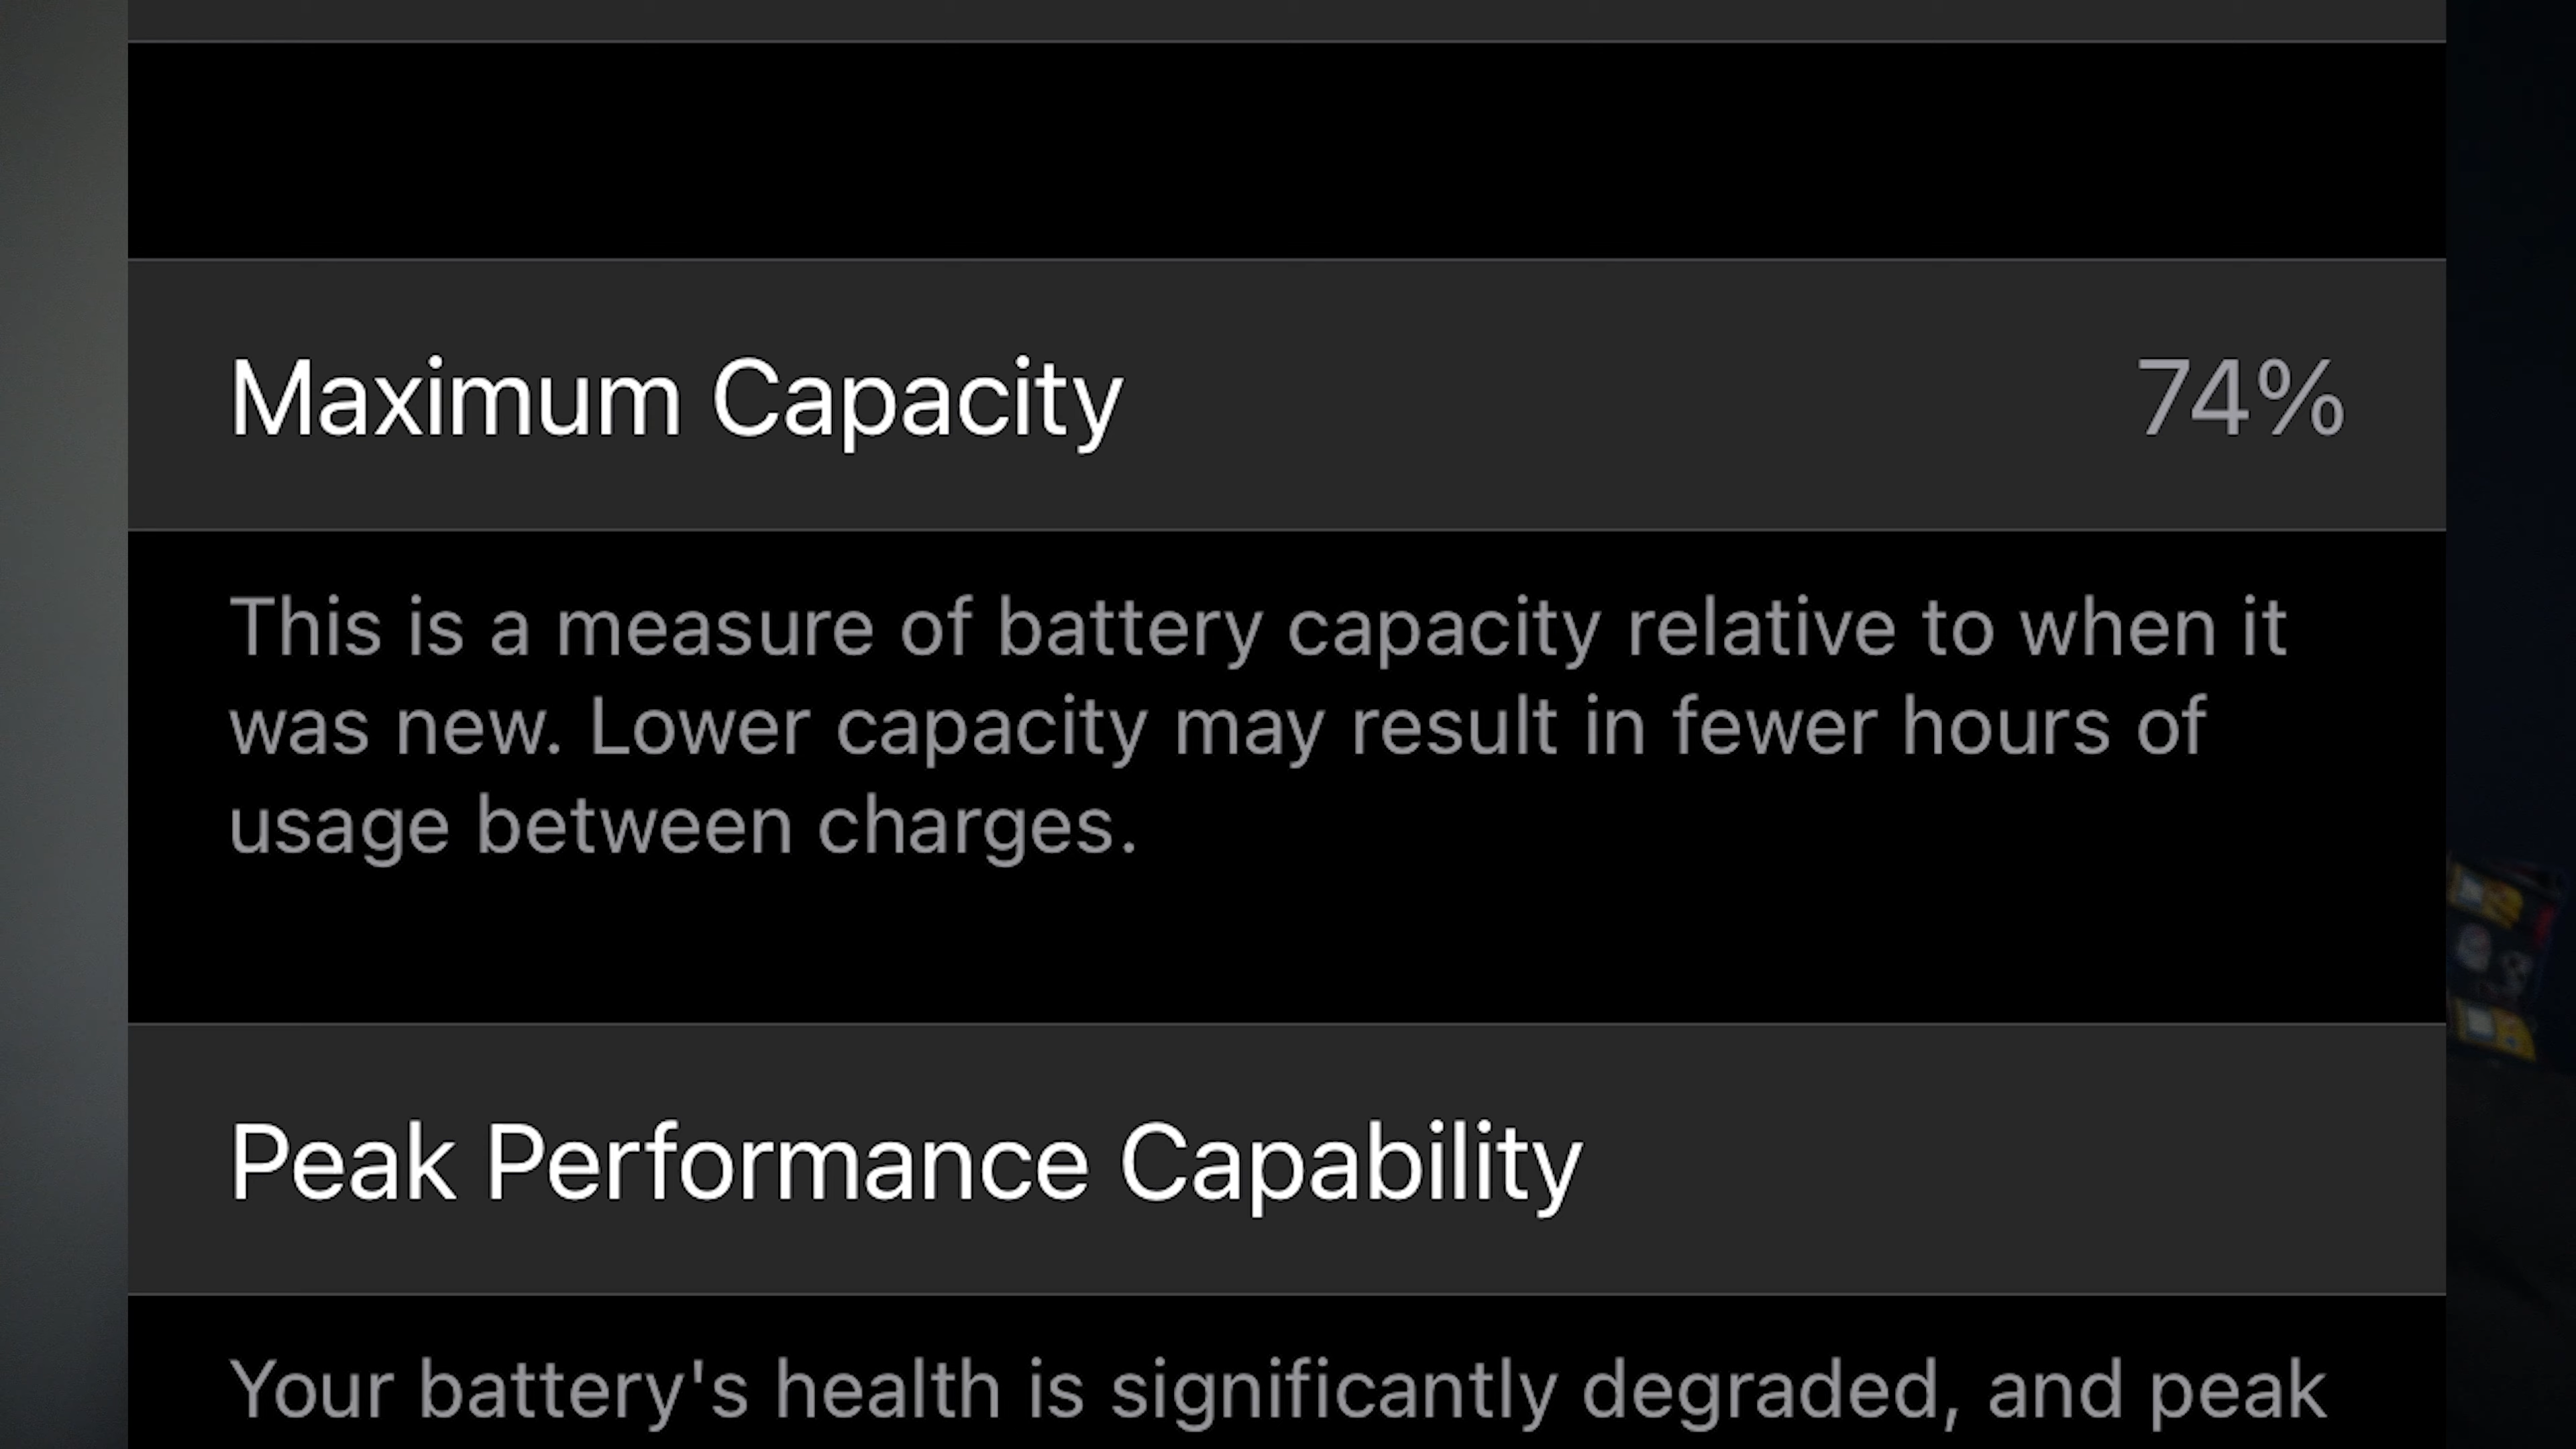 Maximum Capacity 74%
This is a measure of battery capacity relative to when it
was new. Lower capacity may result in fewer hours of
usage between charges.
Peak Performance Capability
Your battery's health is significantly degraded, and peak